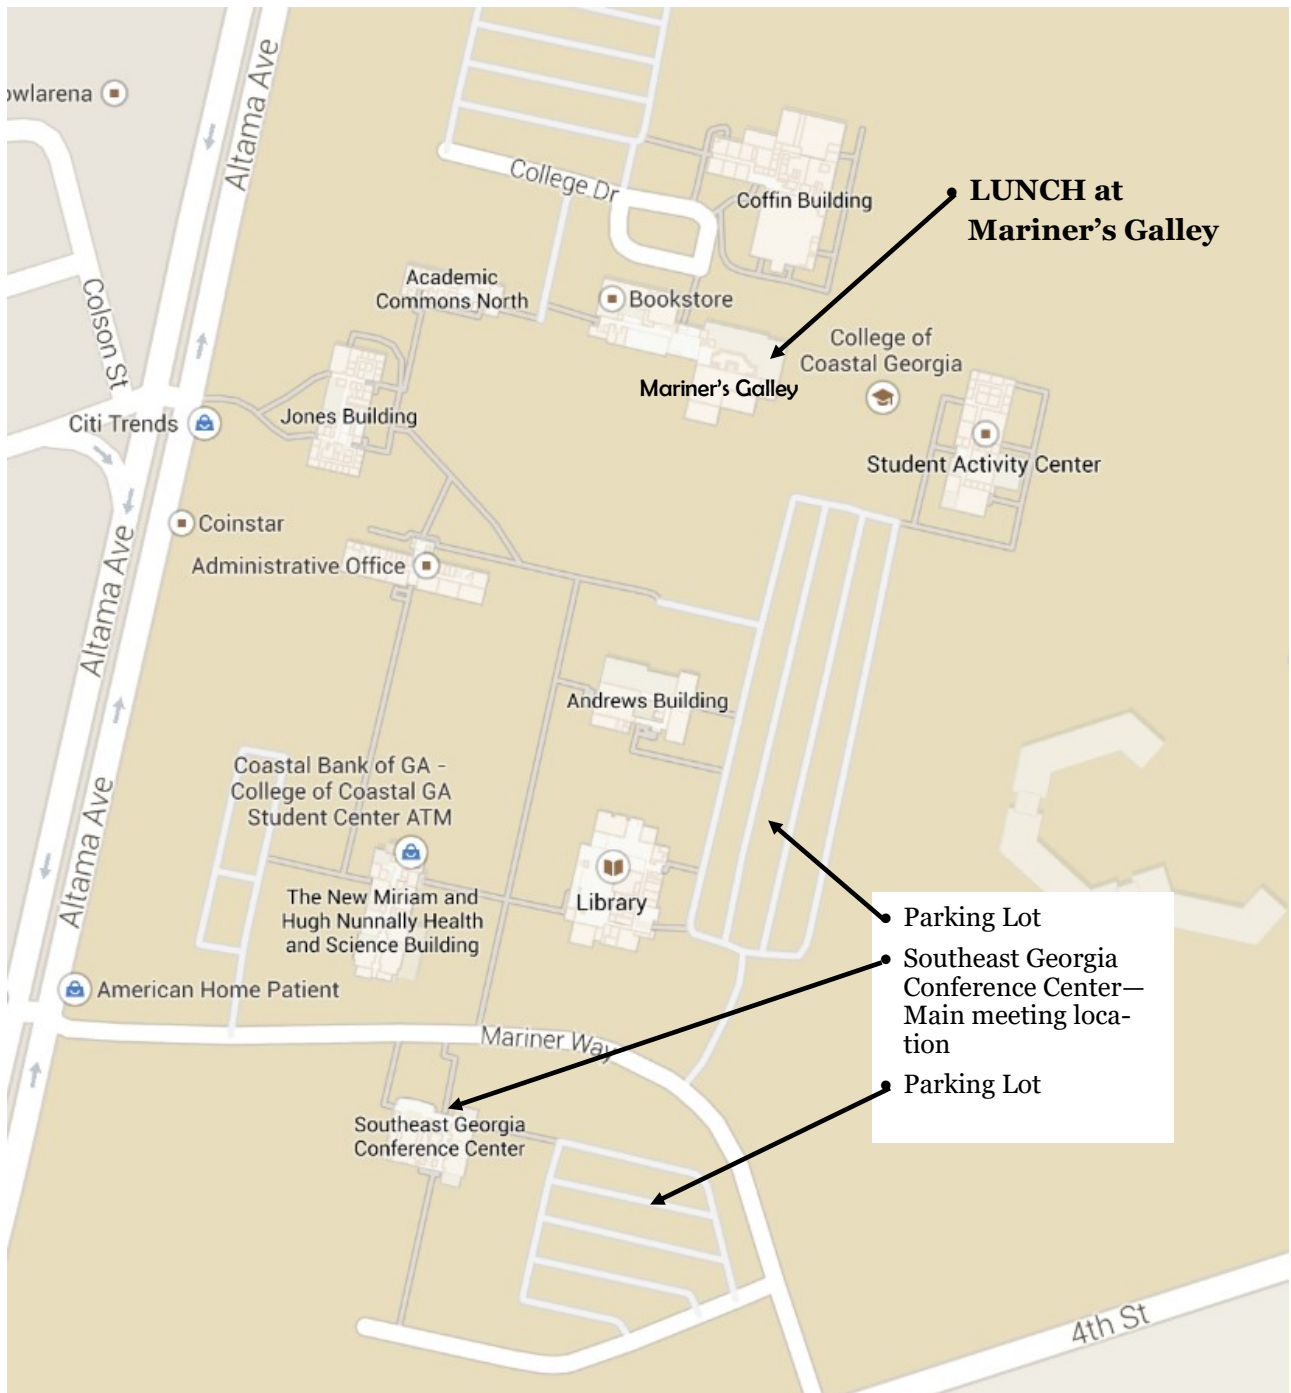 owlarena
Altama Ave
College Dr
Coffin Building
• LUNCH at
Mariner's Galley
Academic
Commons North
Bookstore
Colson St
College of
Coastal Georgia
Mariner's Galley
Citi Trends
Jones Building
Student Activity Center
Coinstar
Administrative Office
Altama Ave
Andrews Building
Coastal Bank of GA -
College of Coastal GA
Student Center ATM
Altama Ave
The New Miriam and
Hugh Nunnally Health
and Science Building
Library
• Parking Lot
• Southeast Georgia
Conference Center—
Main meeting loca-
tion
• Parking Lot
American Home Patient
Mariner Way
Southeast Georgia
Conference Center
4th St